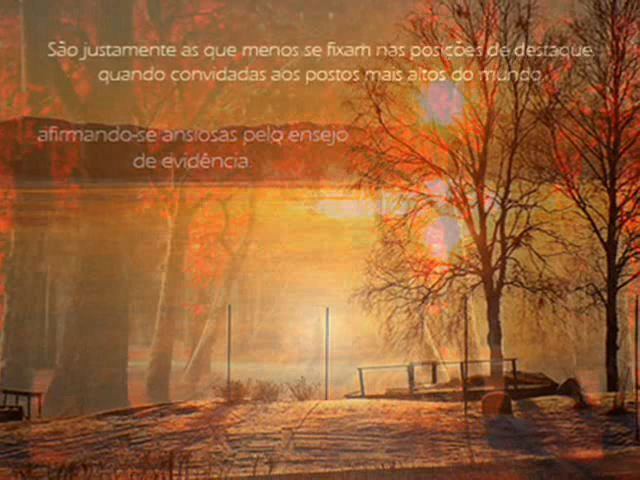 São justamente as que menos se fixam nas posições de destaque,
quando convidadas aos postos mais altos do mundo,
afirmando-se ansiosas pelo ensejo
de evidência.